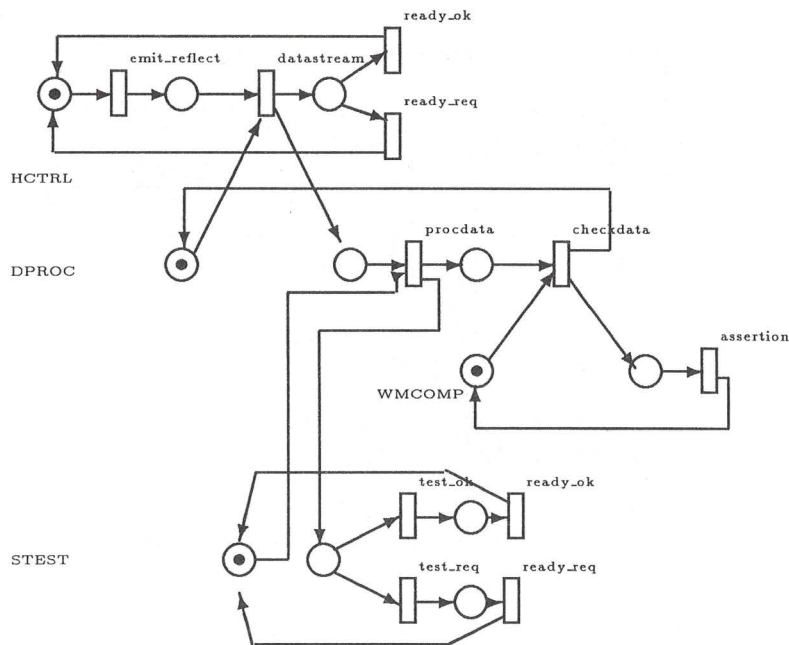 ready_ok
emit_reflect
datastream
ready_req
HCTRL
procdata
checkdata
DPROC
assertion
WMCOMP
test_ok
ready_ok
STEST
test_req
ready_req